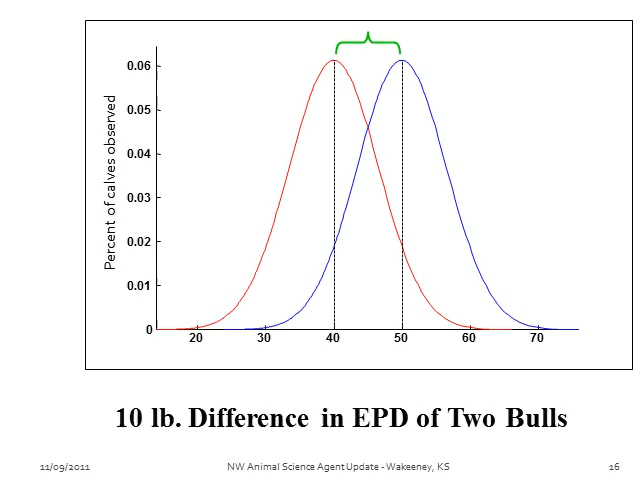 Percent of calves observed
0.06
0.05
0.04
0.03
0.02
0.01
0
20 30 40 50 60 70
10 lb. Difference in EPD of Two Bulls
11/09/2011 NW Animal Science Agent Update - Wakeeney, KS 16